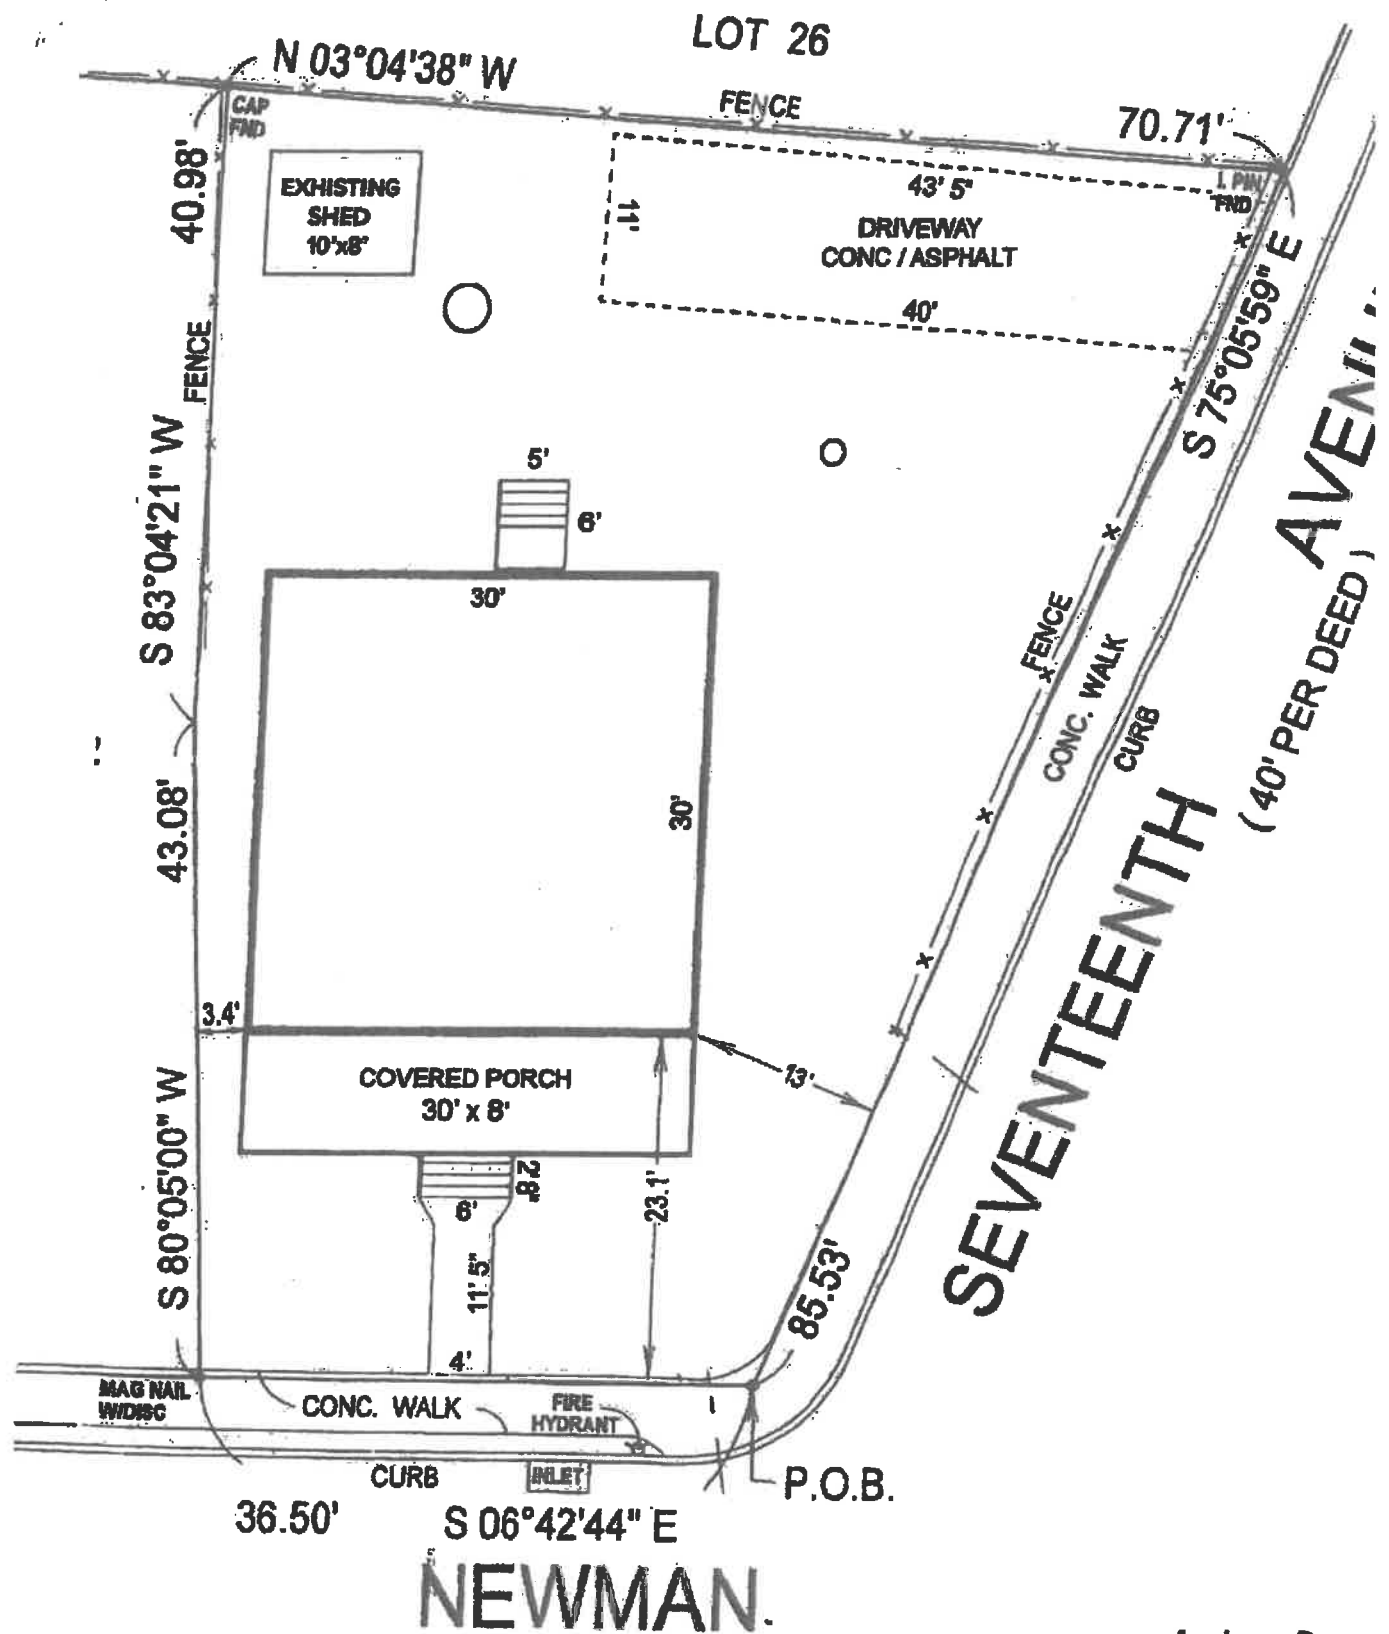 LOT 26
N 03°04'38" W
FENCE
70.71'
CAP
FND
40.98'
EXHISTING
SHED
10'x8'
11'
43' 5"
I. PIN
FND
DRIVEWAY
CONC / ASPHALT
40'
S 75°05'59" E
FENCE
S 83°04'21" W
5'
6'
30'
30'
FENCE
CONC. WALK
CURB
SEVENTEENTH
( 40' PER DEED )
43.08'
3.4'
13'
COVERED PORCH
30' x 8'
23.1'
2'8"
6'
11' 5"
4'
S 80°05'00" W
85.53'
MAG NAIL
W/DISC
CONC. WALK
FIRE
HYDRANT
CURB
INLET
P.O.B.
36.50'
S 06°42'44" E
NEWMAN.